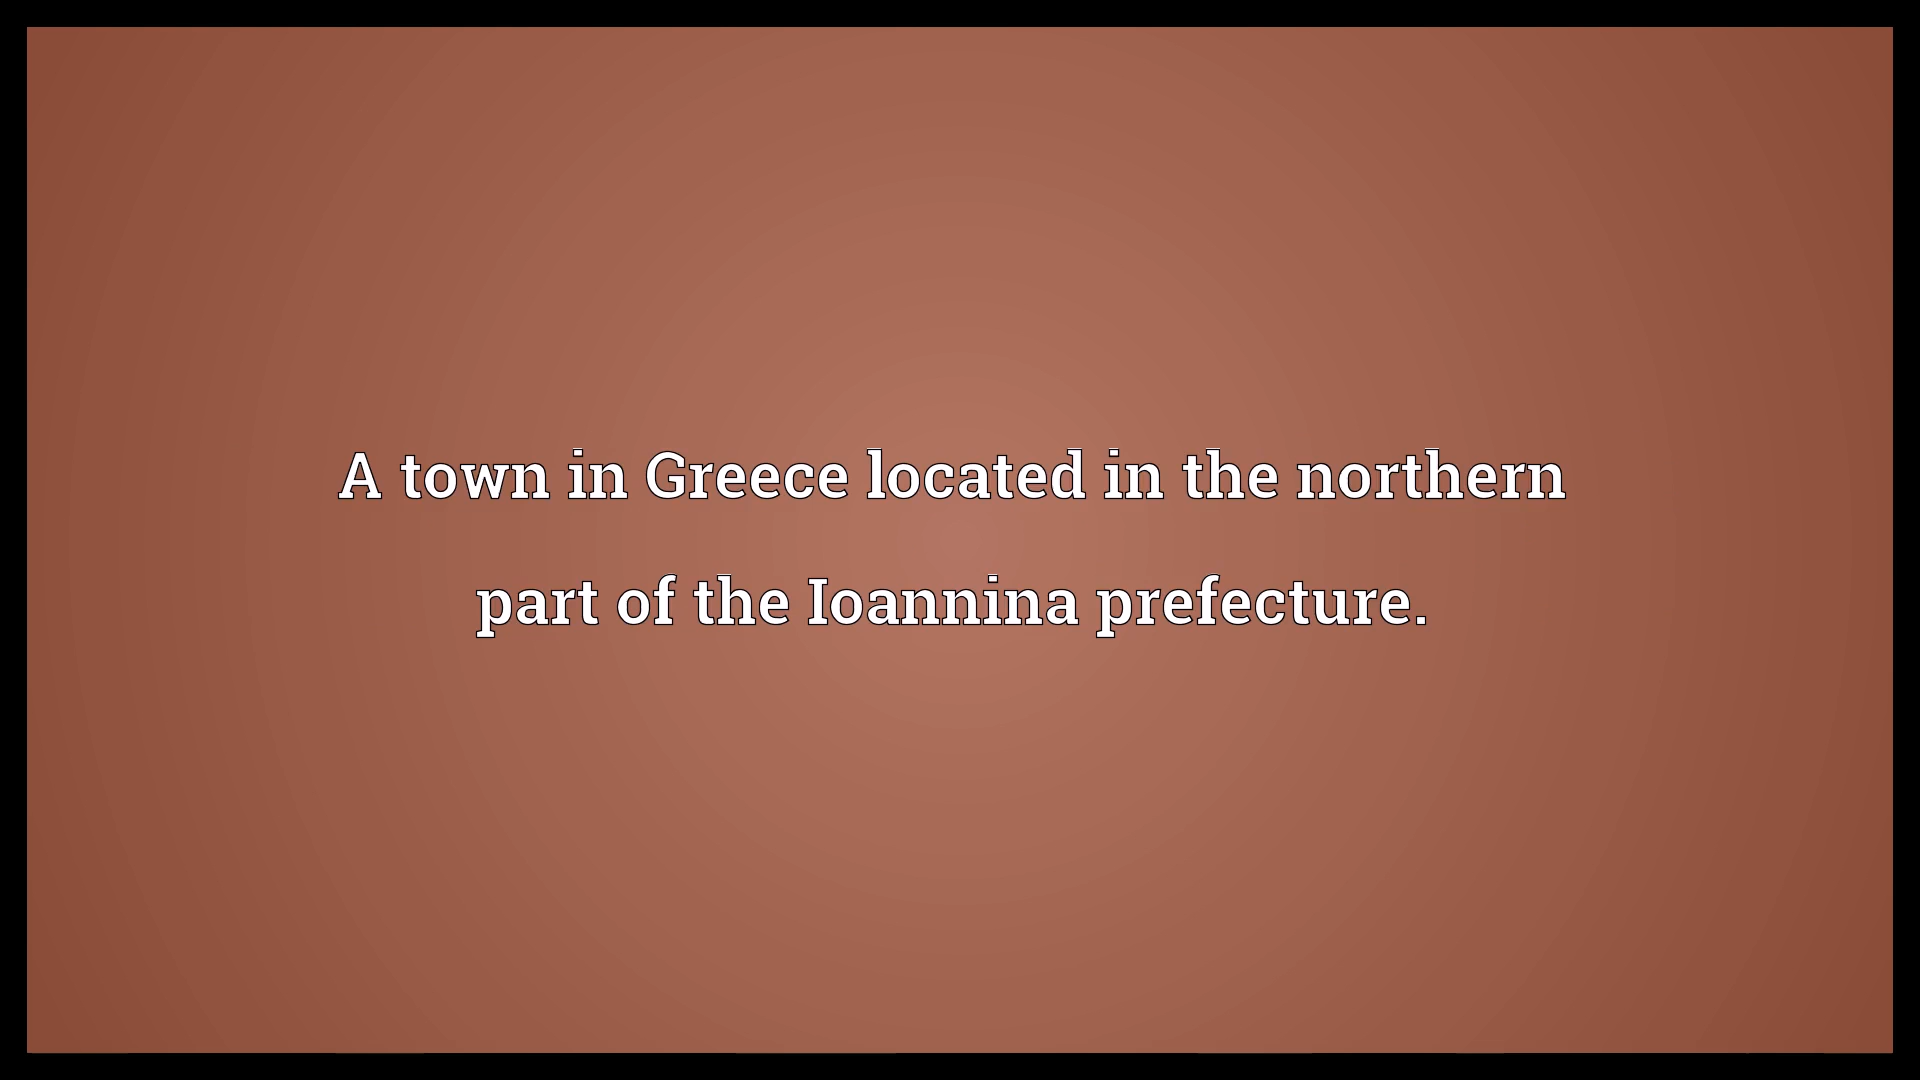 A town in Greece located in the northern
part of the Ioannina prefecture.